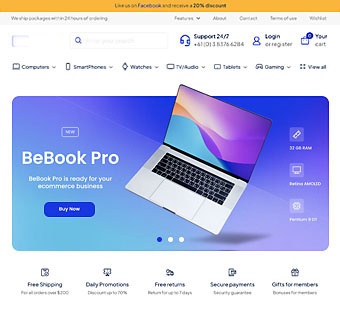 Like us on Facebook and receive a 20% discount
We ship packages within 24 hours of ordering
Features About Contact Terms of use Wishlist
Enter your search
Support 24/7
+61 (0) 3 8376 6284
Login
or register
0
Your
cart
Computers SmartPhones Watches TV/Audio Tablets Gaming View all
NEW
BeBook Pro
BeBook Pro is ready for your
ecommerce business
Buy Now
32 GB RAM
Retina AMOLED
Free Shipping
For all orders over $200
Daily Promotions
Discount up to 70%
Free returns
Return for up to 7 days
Secure payments
Security guarantee
Gifts for members
Bonuses for members